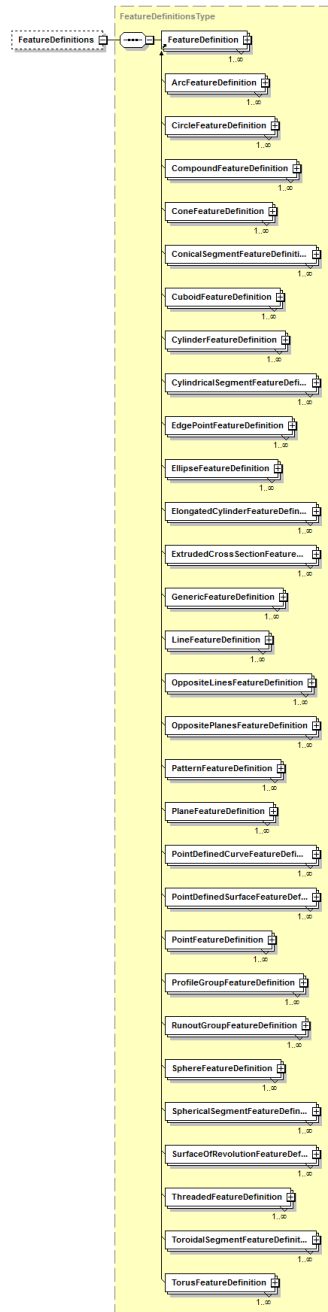 FeatureDefinitionsType
FeatureDefinitions
FeatureDefinition
1..∞
ArcFeatureDefinition
1..∞
CircleFeatureDefinition
1..∞
CompoundFeatureDefinition
1..∞
ConeFeatureDefinition
1..∞
ConicalSegmentFeatureDefiniti...
1..∞
CuboidFeatureDefinition
1..∞
CylinderFeatureDefinition
1..∞
CylindricalSegmentFeatureDefi...
1..∞
EdgePointFeatureDefinition
1..∞
EllipseFeatureDefinition
1..∞
ElongatedCylinderFeatureDefin...
1..∞
ExtrudedCrossSectionFeature...
1..∞
GenericFeatureDefinition
1..∞
LineFeatureDefinition
1..∞
OppositeLinesFeatureDefinition
1..∞
OppositePlanesFeatureDefinition
1..∞
PatternFeatureDefinition
1..∞
PlaneFeatureDefinition
1..∞
PointDefinedCurveFeatureDefi...
1..∞
PointDefinedSurfaceFeatureDef...
1..∞
PointFeatureDefinition
1..∞
ProfileGroupFeatureDefinition
1..∞
RunoutGroupFeatureDefinition
1..∞
SphereFeatureDefinition
1..∞
SphericalSegmentFeatureDefin...
1..∞
SurfaceOfRevolutionFeatureDef...
1..∞
ThreadedFeatureDefinition
1..∞
ToroidalSegmentFeatureDefinit...
1..∞
TorusFeatureDefinition
1..∞